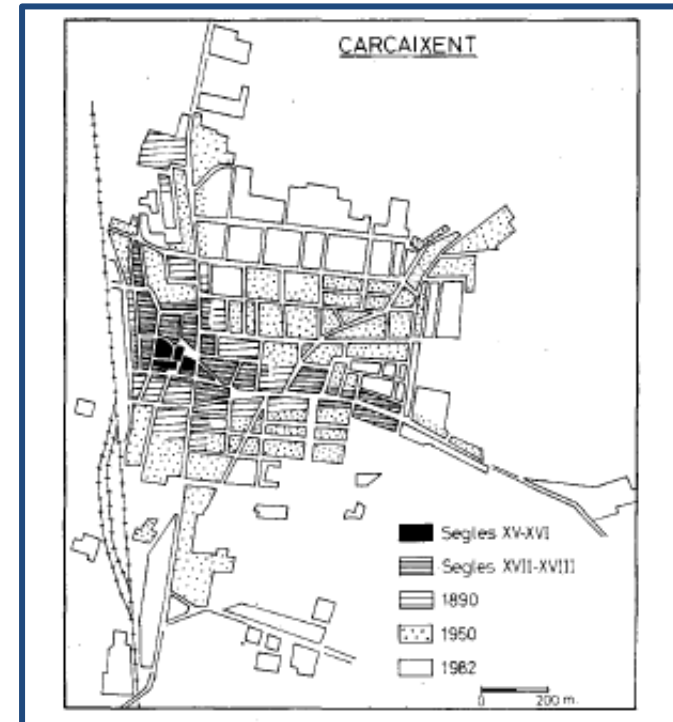 CARCAIXENT
Segles XV-XVI
Segles XVII-XVIII
1890
1950
1982
0 200 m.